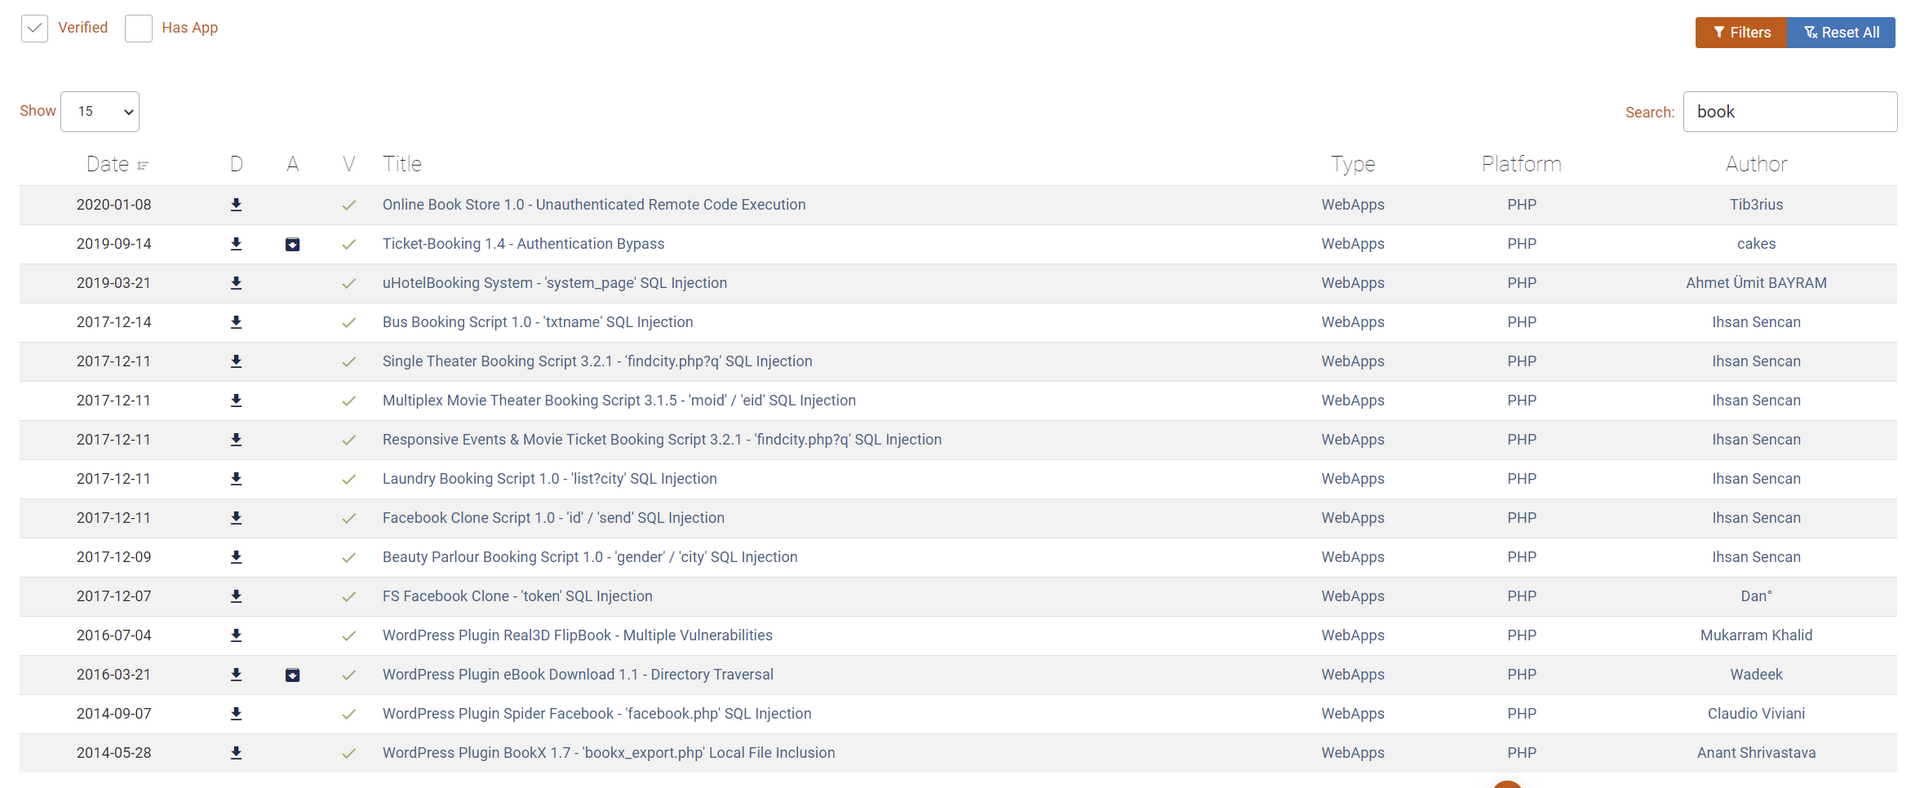 Verified Has App Filters Reset All
Show 15 Search: book
Date D A V Title Type Platform Author
2020-01-08 Online Book Store 1.0 - Unauthenticated Remote Code Execution WebApps PHP Tib3rius
2019-09-14 Ticket-Booking 1.4 - Authentication Bypass WebApps PHP cakes
2019-03-21 uHotelBooking System - 'system_page' SQL Injection WebApps PHP Ahmet Ümit BAYRAM
2017-12-14 Bus Booking Script 1.0 - 'txtname' SQL Injection WebApps PHP Ihsan Sencan
2017-12-11 Single Theater Booking Script 3.2.1 - 'findcity.php?q' SQL Injection WebApps PHP Ihsan Sencan
2017-12-11 Multiplex Movie Theater Booking Script 3.1.5 - 'moid' / 'eid' SQL Injection WebApps PHP Ihsan Sencan
2017-12-11 Responsive Events & Movie Ticket Booking Script 3.2.1 - 'findcity.php?q' SQL Injection WebApps PHP Ihsan Sencan
2017-12-11 Laundry Booking Script 1.0 - 'list?city' SQL Injection WebApps PHP Ihsan Sencan
2017-12-11 Facebook Clone Script 1.0 - 'id' / 'send' SQL Injection WebApps PHP Ihsan Sencan
2017-12-09 Beauty Parlour Booking Script 1.0 - 'gender' / 'city' SQL Injection WebApps PHP Ihsan Sencan
2017-12-07 FS Facebook Clone - 'token' SQL Injection WebApps PHP Dan°
2016-07-04 WordPress Plugin Real3D FlipBook - Multiple Vulnerabilities WebApps PHP Mukarram Khalid
2016-03-21 WordPress Plugin eBook Download 1.1 - Directory Traversal WebApps PHP Wadeek
2014-09-07 WordPress Plugin Spider Facebook - 'facebook.php' SQL Injection WebApps PHP Claudio Viviani
2014-05-28 WordPress Plugin BookX 1.7 - 'bookx_export.php' Local File Inclusion WebApps PHP Anant Shrivastava